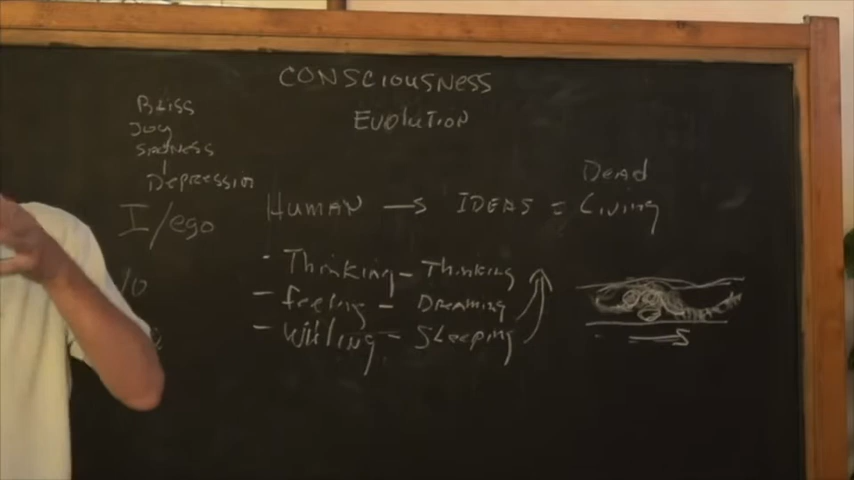 CONSCIOUSNESS
EVOLUTION
BLISS
JOY
SADNESS
DEPRESSION
I/ego
Dead
HUMAN → IDEAS = Living
- Thinking - Thinking
- feeling - DREAMING
- Willing - Sleeping